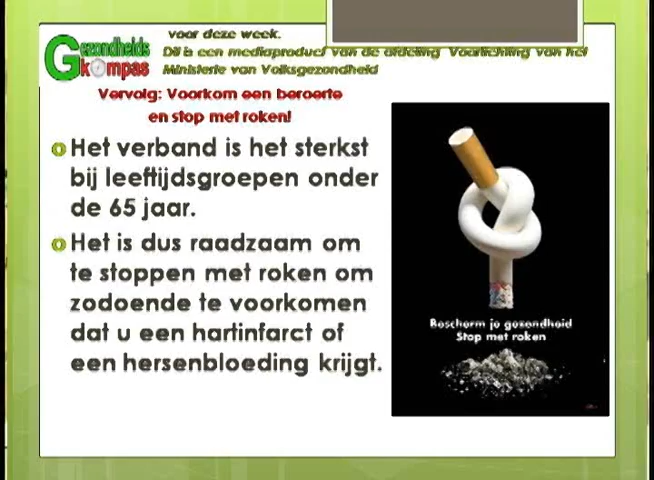 Gezondheids
kompas
voor deze week.
Dit is een mediaproduct van de afdeling Voorlichting van het
Ministerie van Volksgezondheid
Vervolg: Voorkom een beroerte
en stop met roken!
Het verband is het sterkst
bij leeftijdsgroepen onder
de 65 jaar.
Het is dus raadzaam om
te stoppen met roken om
zodoende te voorkomen
dat u een hartinfarct of
een hersenbloeding krijgt.
Bescherm je gezondheid
Stop met roken